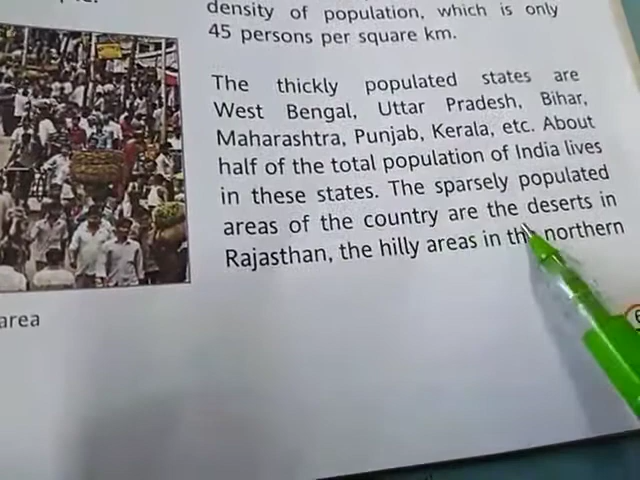 density of population, which is only
45 persons per square km.
The thickly populated states are
West Bengal, Uttar Pradesh, Bihar,
Maharashtra, Punjab, Kerala, etc. About
half of the total population of India lives
in these states. The sparsely populated
areas of the country are the deserts in
Rajasthan, the hilly areas in the northern
area